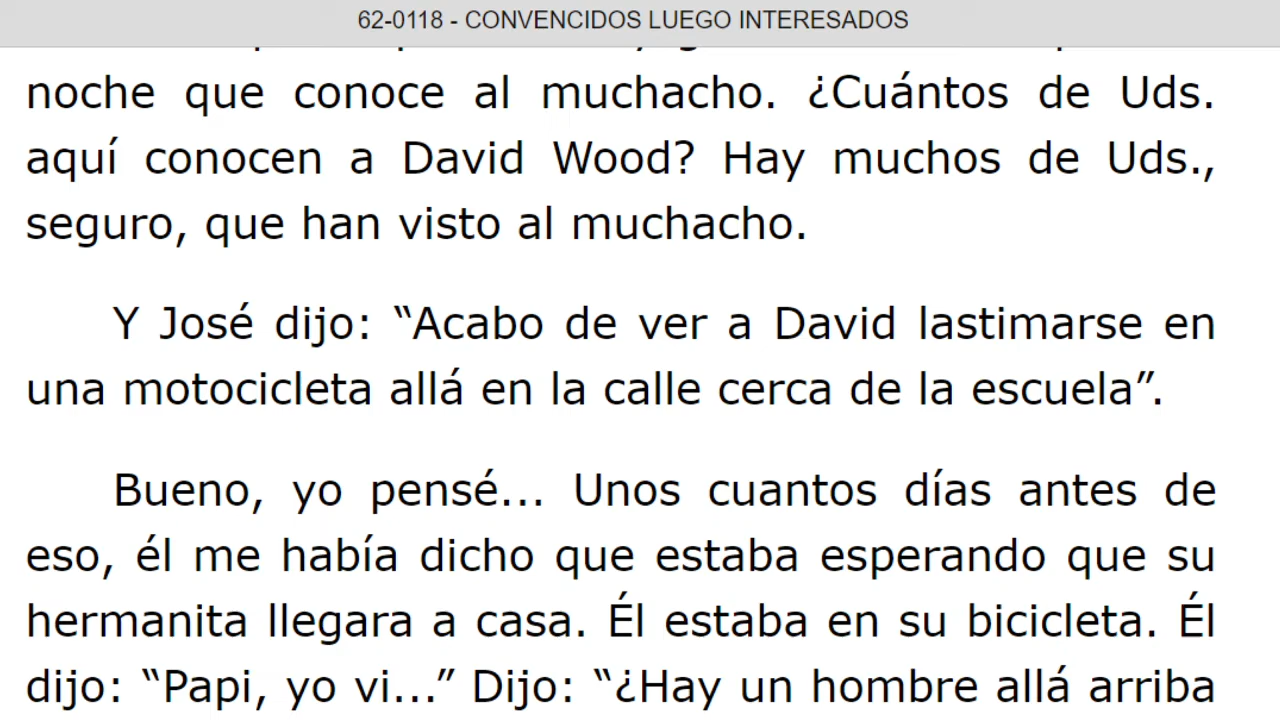 62-0118 - CONVENCIDOS LUEGO INTERESADOS
noche que conoce al muchacho. ¿Cuántos de Uds.
aquí conocen a David Wood? Hay muchos de Uds.,
seguro, que han visto al muchacho.
Y José dijo: “Acabo de ver a David lastimarse en
una motocicleta allá en la calle cerca de la escuela”.
Bueno, yo pensé... Unos cuantos días antes de
eso, él me había dicho que estaba esperando que su
hermanita llegara a casa. Él estaba en su bicicleta. Él
dijo: “Papi, yo vi...” Dijo: “¿Hay un hombre allá arriba